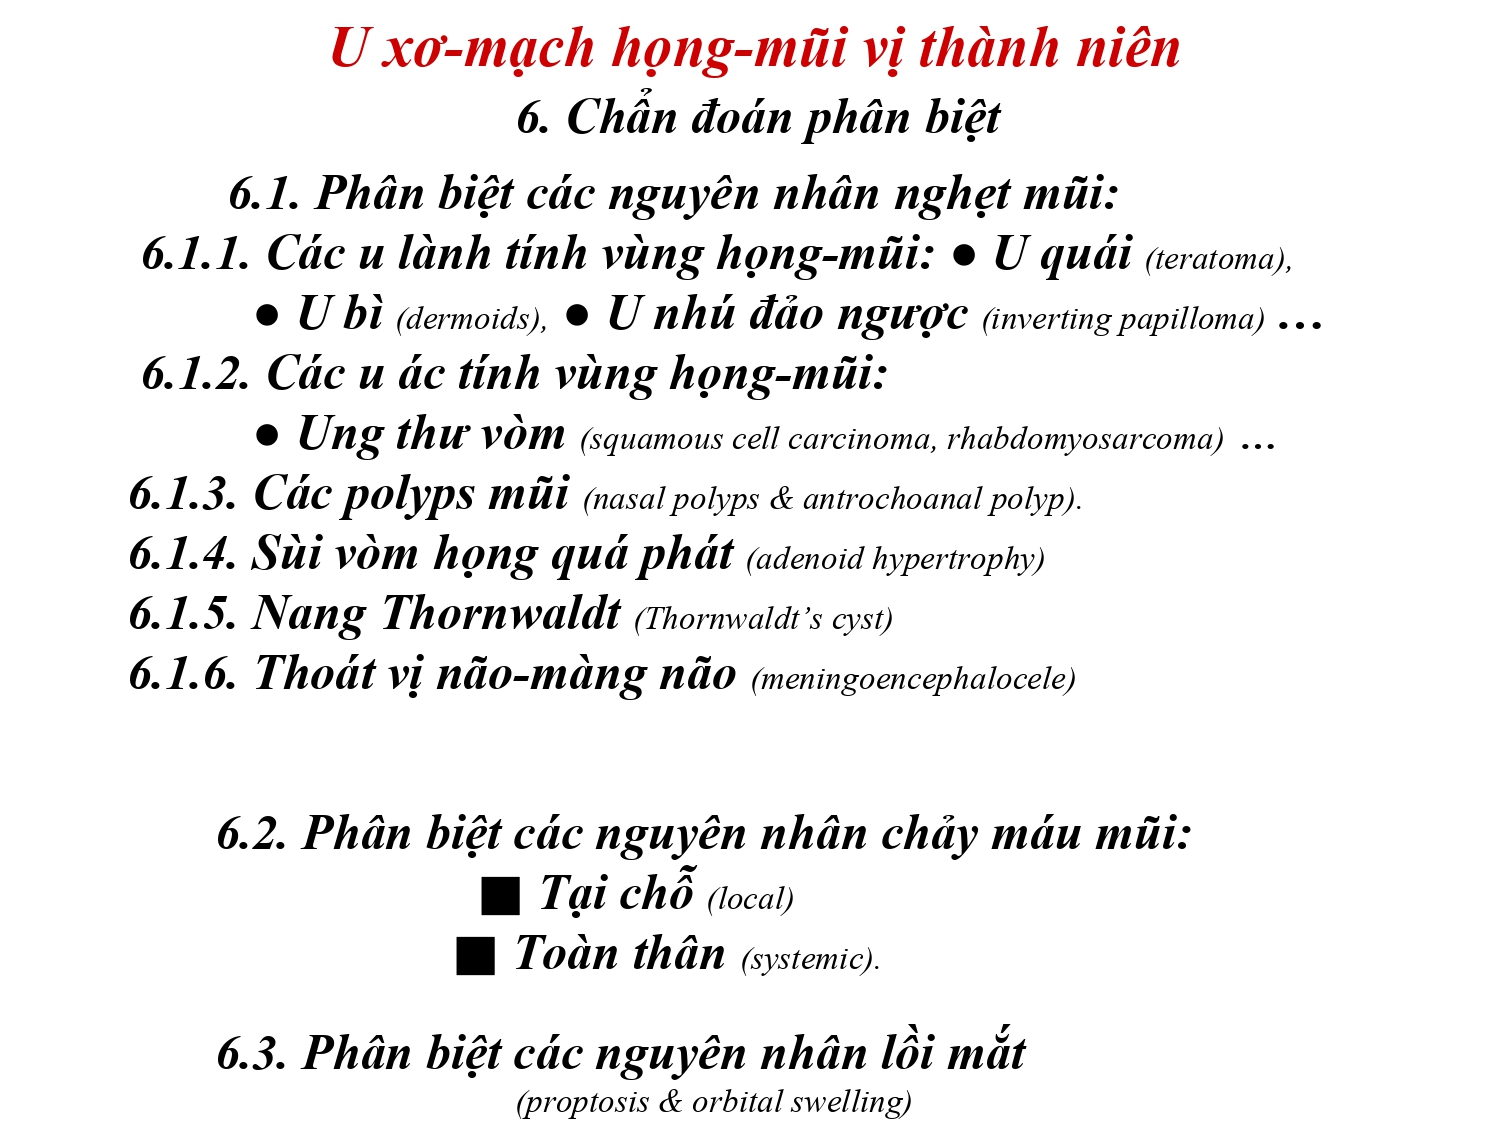 U xơ-mạch họng-mũi vị thành niên
6. Chẩn đoán phân biệt
6.1. Phân biệt các nguyên nhân nghẹt mũi:
6.1.1. Các u lành tính vùng họng-mũi: ● U quái (teratoma),
● U bì (dermoids), ● U nhú đảo ngược (inverting papilloma) …
6.1.2. Các u ác tính vùng họng-mũi:
● Ung thư vòm (squamous cell carcinoma, rhabdomyosarcoma) …
6.1.3. Các polyps mũi (nasal polyps & antrochoanal polyp).
6.1.4. Sùi vòm họng quá phát (adenoid hypertrophy)
6.1.5. Nang Thornwaldt (Thornwaldt’s cyst)
6.1.6. Thoát vị não-màng não (meningoencephalocele)
6.2. Phân biệt các nguyên nhân chảy máu mũi:
■ Tại chỗ (local)
■ Toàn thân (systemic).
6.3. Phân biệt các nguyên nhân lồi mắt
(proptosis & orbital swelling)